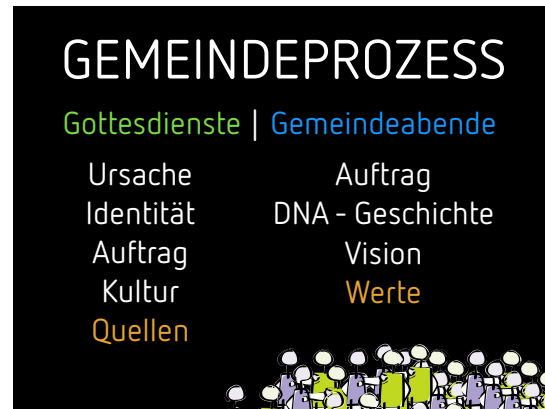 GEMEINDEPROZESS
Gottesdienste | Gemeindeabende
Ursache
Identität
Auftrag
Kultur
Quellen
Auftrag
DNA - Geschichte
Vision
Werte